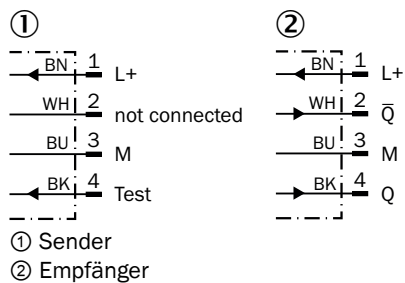 ① ②
BN 1 L+
WH 2 not connected
BU 3 M
BK 4 Test
BN 1 L+
WH 2 Q̅
BU 3 M
BK 4 Q
① Sender
② Empfänger